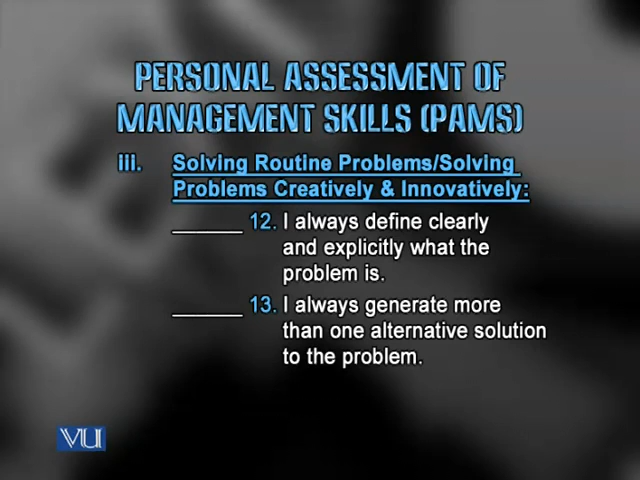 PERSONAL ASSESSMENT OF
MANAGEMENT SKILLS (PAMS)
iii. Solving Routine Problems/Solving
Problems Creatively & Innovatively:
______ 12. I always define clearly
and explicitly what the
problem is.
______ 13. I always generate more
than one alternative solution
to the problem.
VU